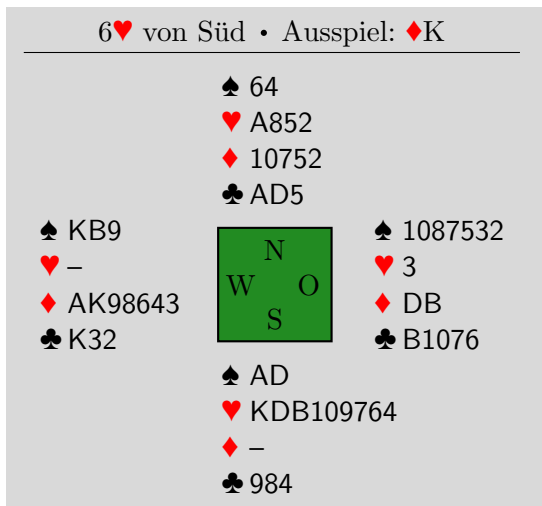 6♥ von Süd • Ausspiel: ♦K
♠ 64
♥ A852
♦ 10752
♣ AD5
♠ KB9
♥ –
♦ AK98643
♣ K32
N
W O
S
♠ 1087532
♥ 3
♦ DB
♣ B1076
♠ AD
♥ KDB109764
♦ –
♣ 984